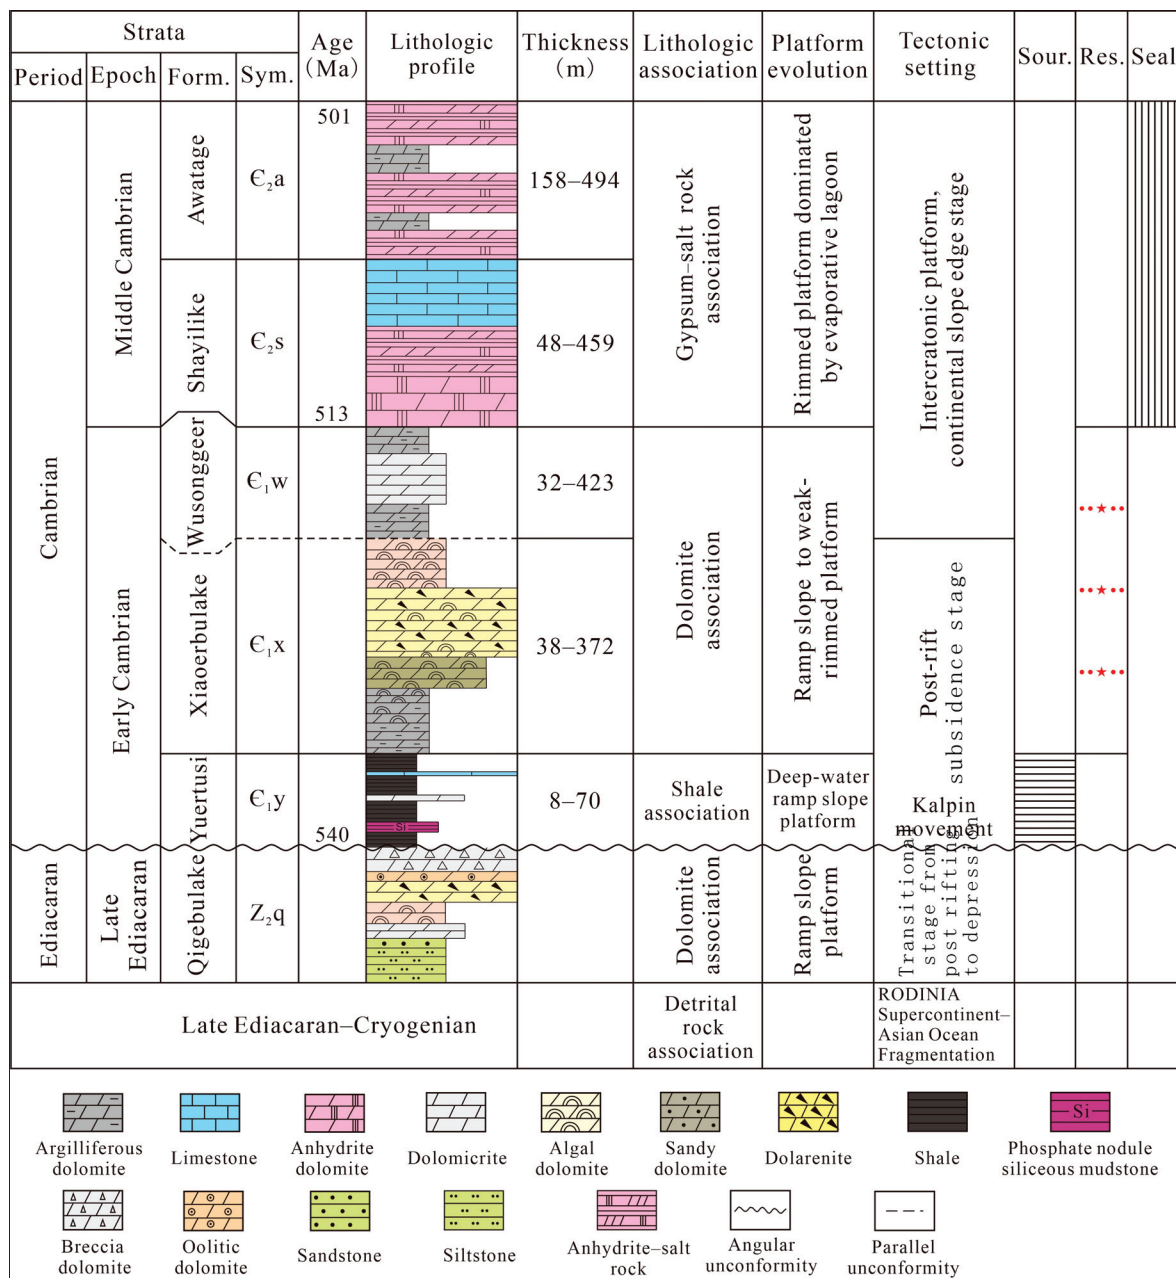 Strata
Age
(Ma)
Lithologic
profile
Thickness
(m)
Lithologic
association
Platform
evolution
Tectonic
setting
Sour.
Res.
Seal
Period
Epoch
Form.
Sym.
Cambrian
Middle Cambrian
Awatage
Є₂a
501
158–494
Gypsum–salt rock
association
Rimmed platform dominated
by evaporative lagoon
Intercratonic platform,
continental slope edge stage
Shayilike
Є₂s
513
48–459
Early Cambrian
Wusonggeer
Є₁w
32–423
Dolomite
association
Ramp slope to weak-
rimmed platform
Xiaoerbulake
Є₁x
38–372
Post-rift
subsidence stage
Yuertusi
Є₁y
540
Si
8–70
Shale
association
Deep-water
ramp slope
platform
Kalpin
movement
Ediacaran
Late
Ediacaran
Qigebulake
Z₂q
Dolomite
association
Ramp slope
platform
Transitional
stage from
post rifting
to depression
Late Ediacaran–Cryogenian
Detrital
rock
association
RODINIA
Supercontinent–
Asian Ocean
Fragmentation
Argilliferous
dolomite
Limestone
Anhydrite
dolomite
Dolomicrite
Algal
dolomite
Sandy
dolomite
Dolarenite
Shale
Si
Phosphate nodule
siliceous mudstone
Breccia
dolomite
Oolitic
dolomite
Sandstone
Siltstone
Anhydrite–salt
rock
Angular
unconformity
Parallel
unconformity